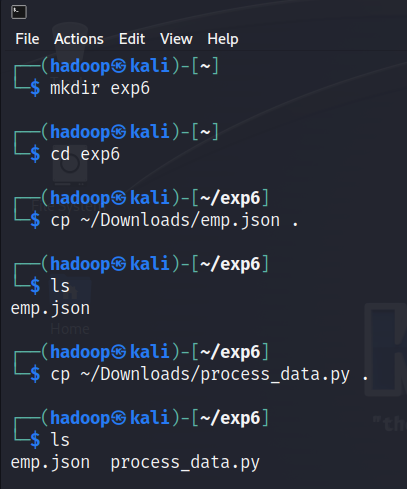 File Actions Edit View Help
┌──(hadoop㉿kali)-[~]
└─$ mkdir exp6
┌──(hadoop㉿kali)-[~]
└─$ cd exp6
┌──(hadoop㉿kali)-[~/exp6]
└─$ cp ~/Downloads/emp.json .
┌──(hadoop㉿kali)-[~/exp6]
└─$ ls
emp.json
Home
┌──(hadoop㉿kali)-[~/exp6]
└─$ cp ~/Downloads/process_data.py .
┌──(hadoop㉿kali)-[~/exp6]
└─$ ls
emp.json  process_data.py